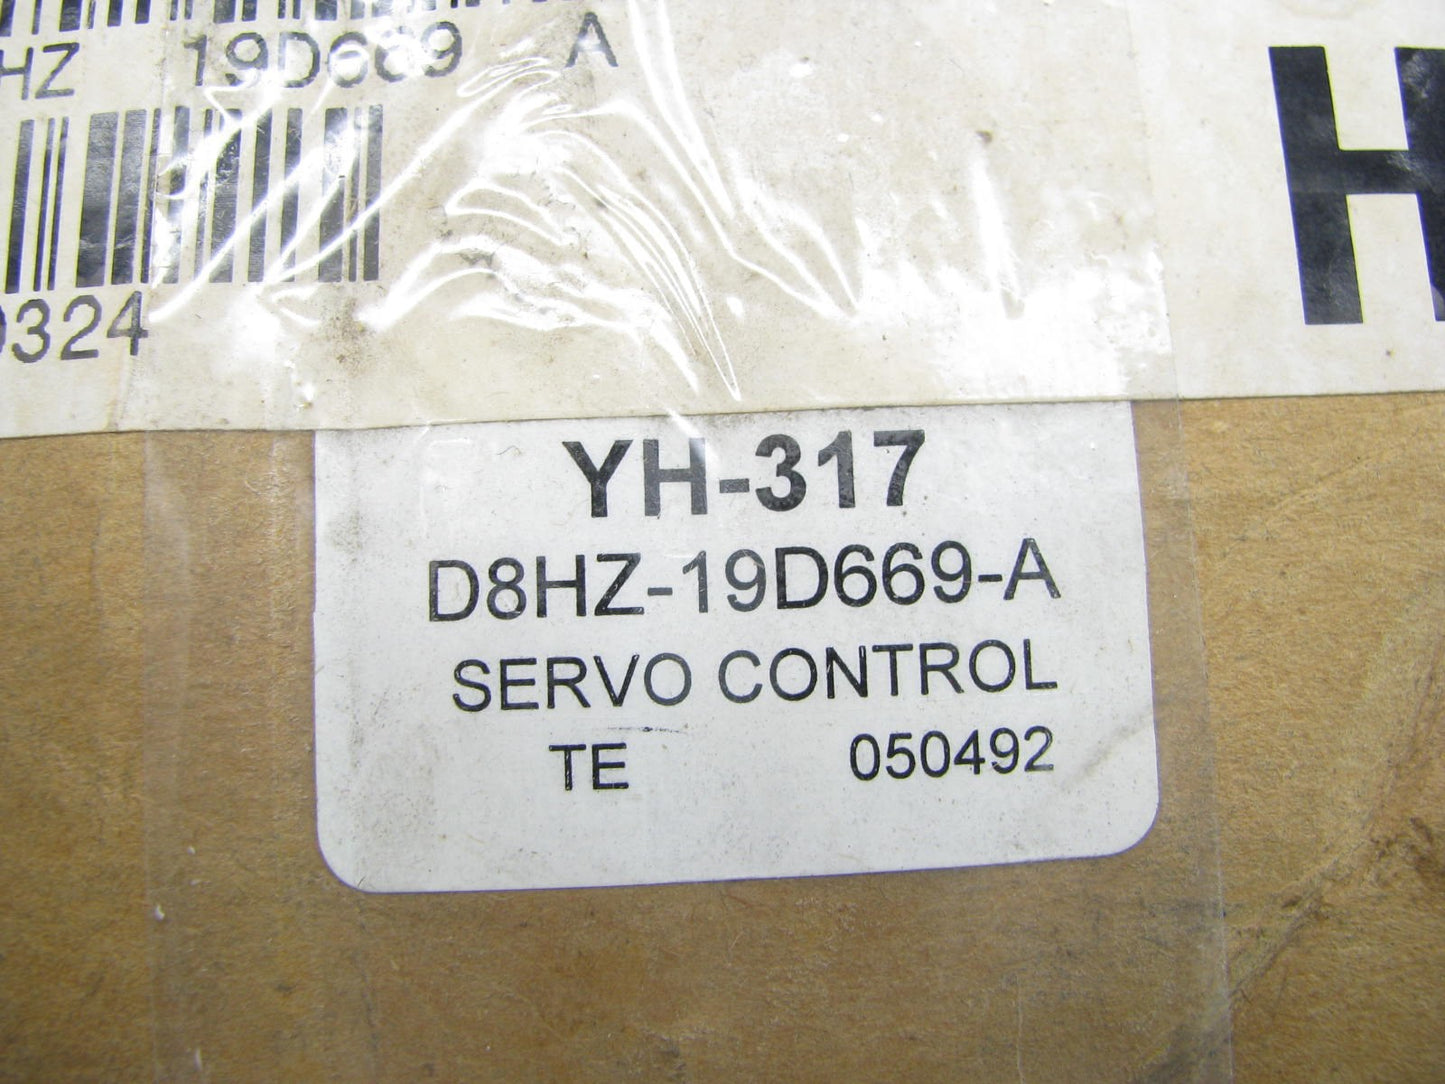 HZ 19D669 A
0324
H
YH-317
D8HZ-19D669-A
SERVO CONTROL
TE 050492